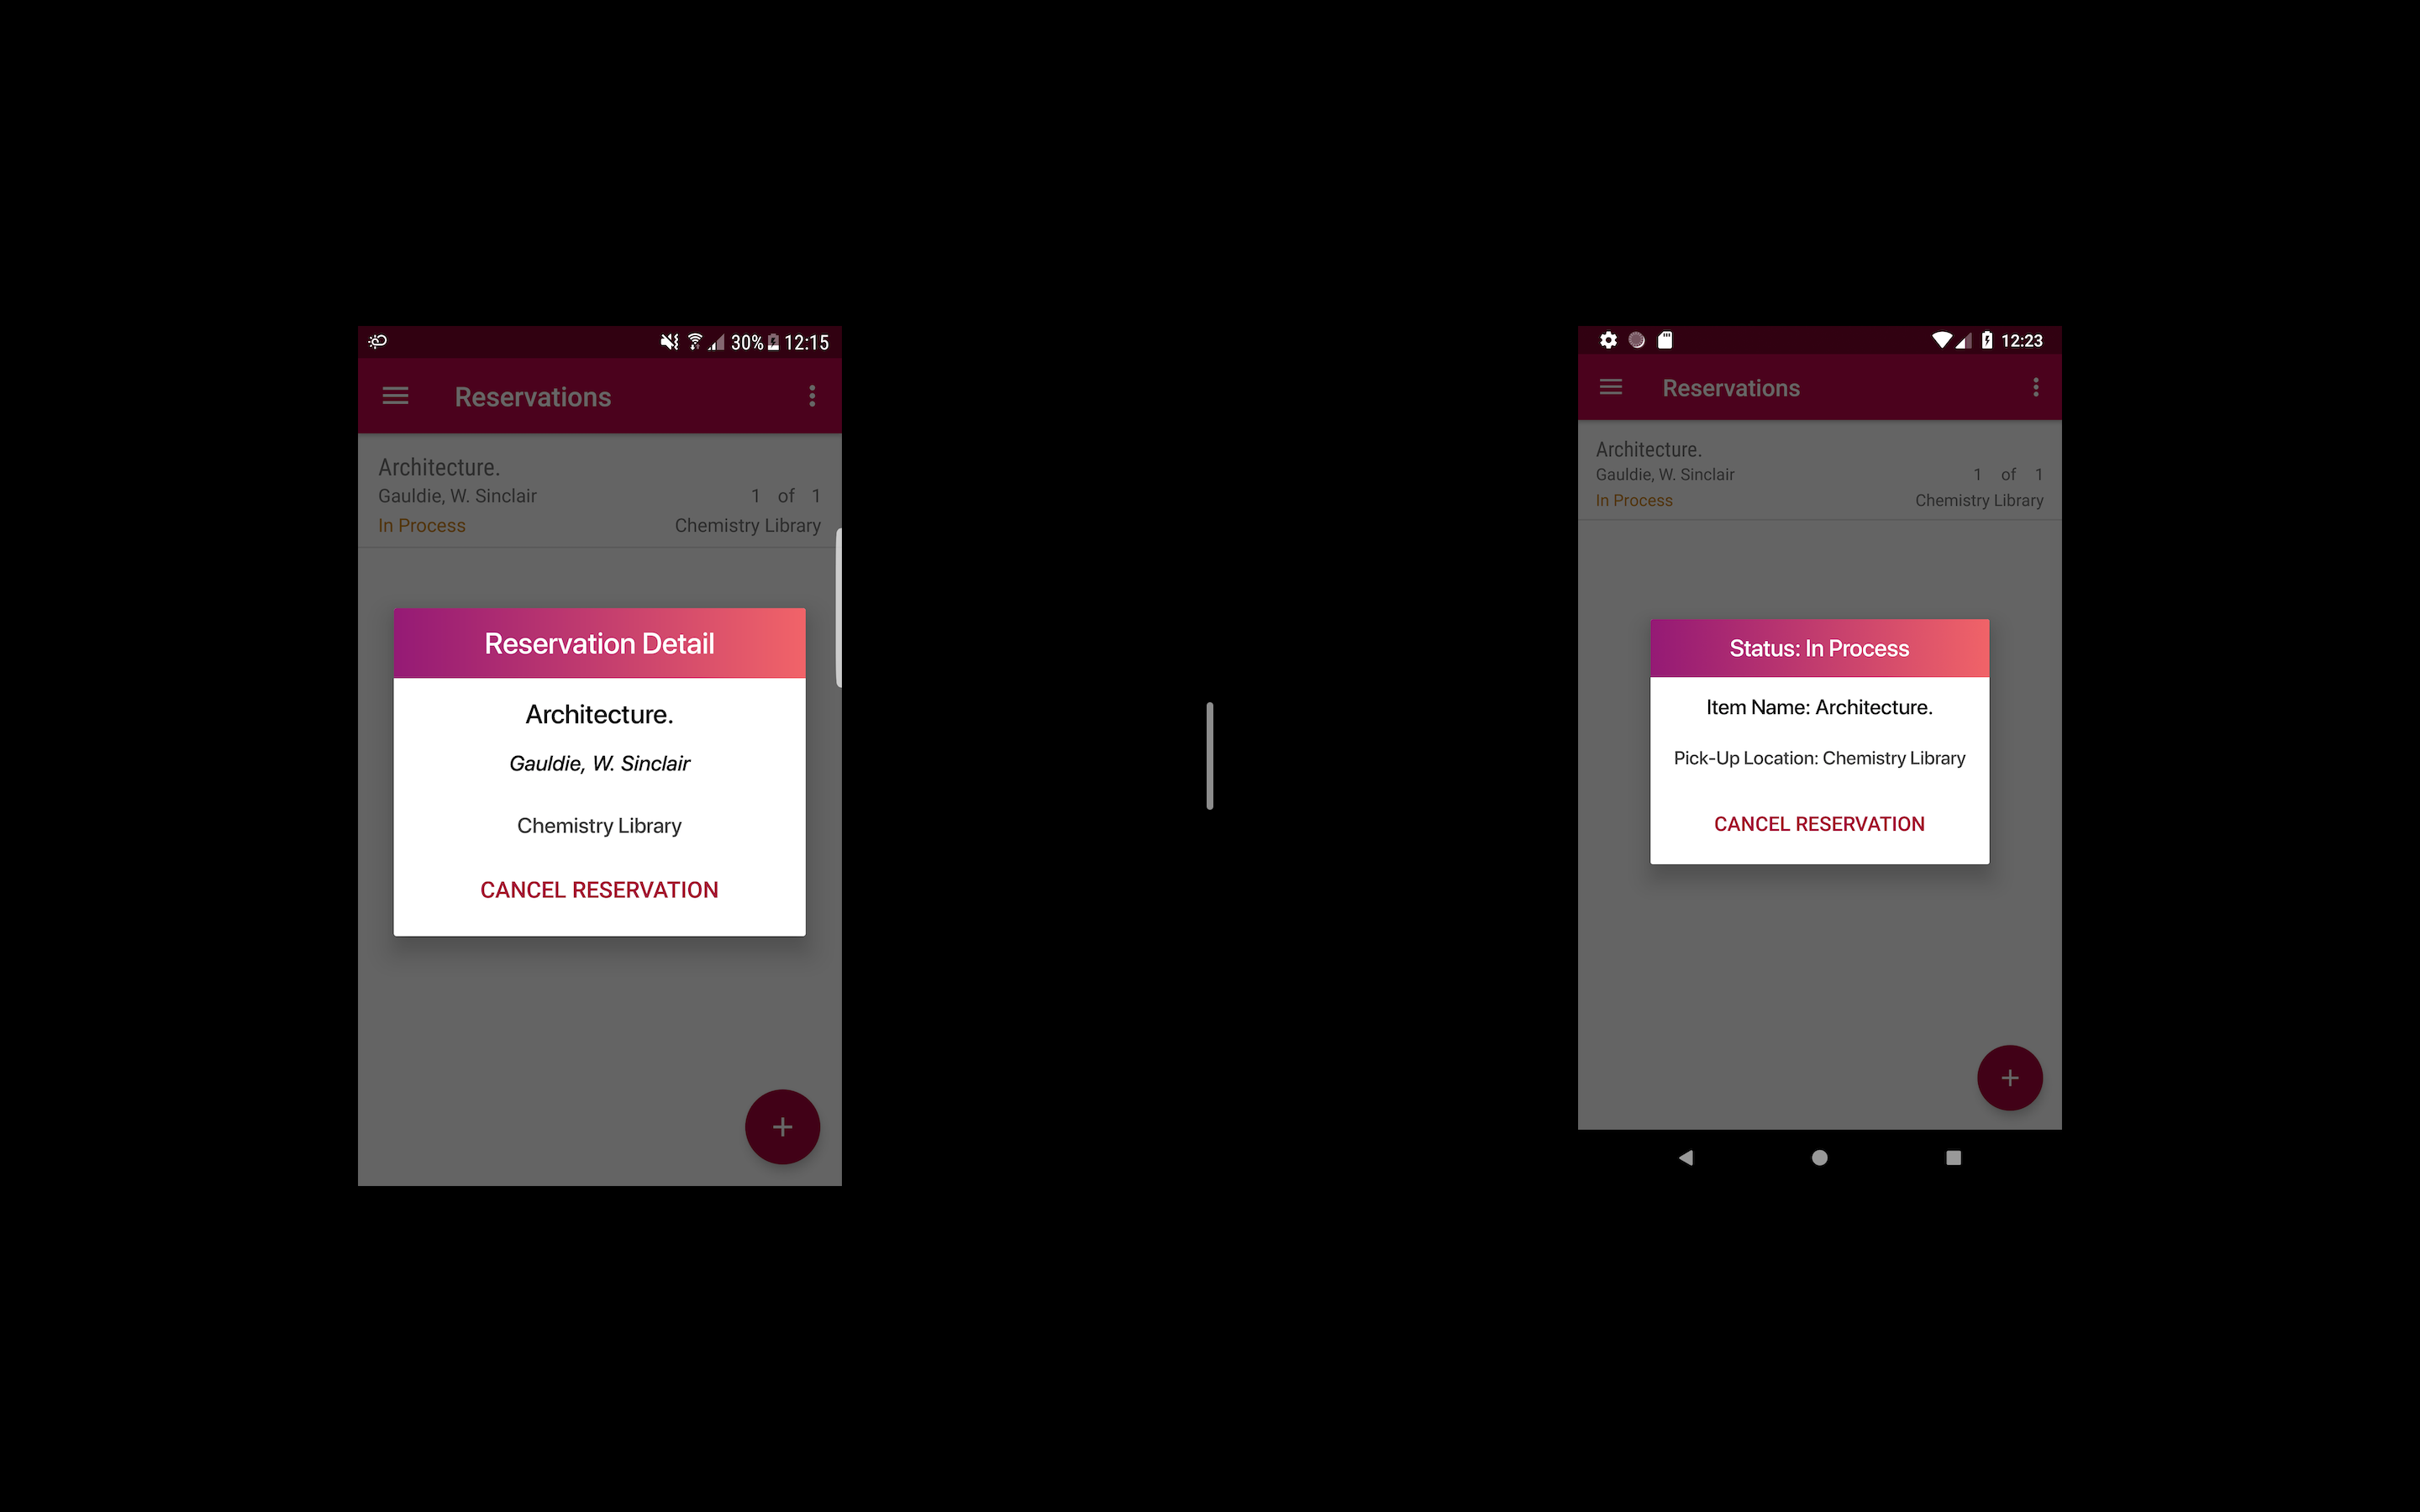 30% 12:15
Reservations
Architecture.
Gauldie, W. Sinclair 1 of 1
In Process Chemistry Library
Reservation Detail
Architecture.
Gauldie, W. Sinclair
Chemistry Library
CANCEL RESERVATION
12:23
Reservations
Architecture.
Gauldie, W. Sinclair 1 of 1
In Process Chemistry Library
Status: In Process
Item Name: Architecture.
Pick-Up Location: Chemistry Library
CANCEL RESERVATION